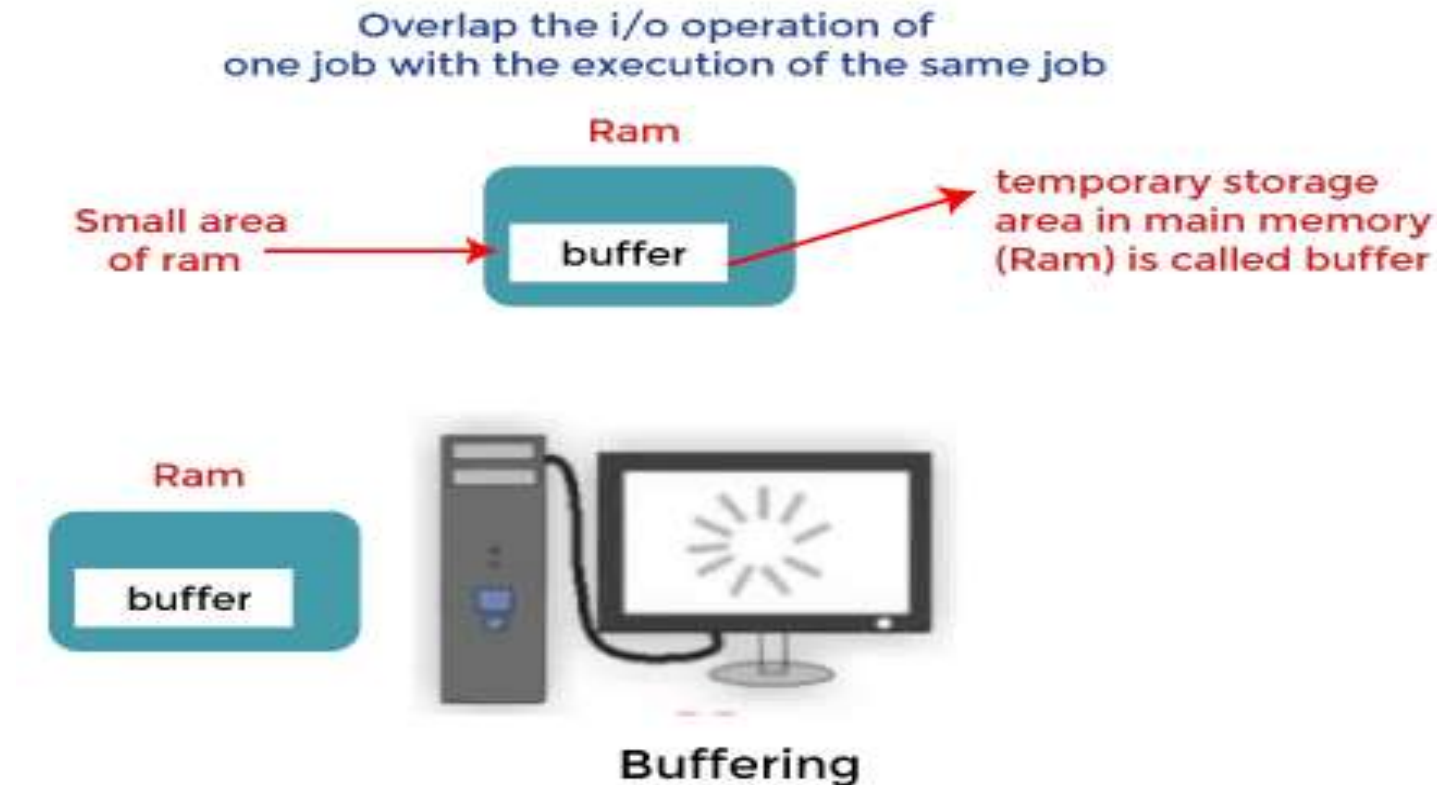 Overlap the i/o operation of
one job with the execution of the same job
Ram
Small area
of ram
buffer
temporary storage
area in main memory
(Ram) is called buffer
Ram
buffer
Buffering